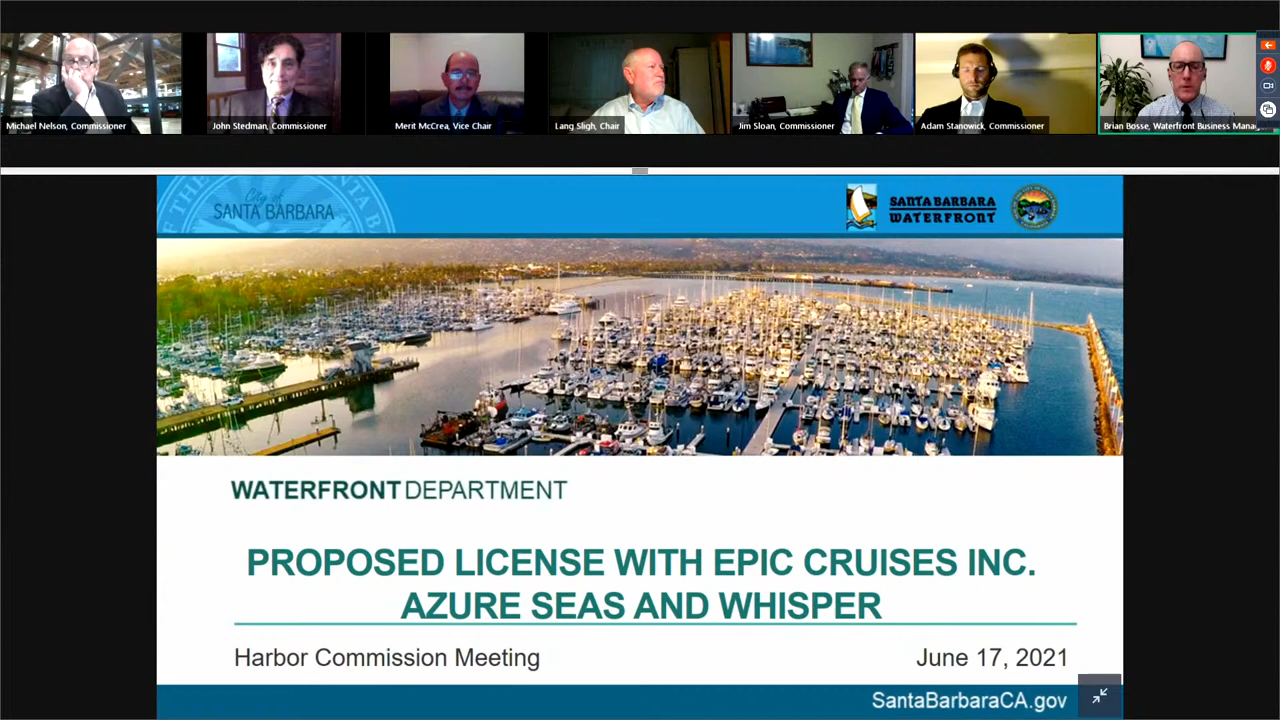 Michael Nelson, Commissioner
John Stedman, Commissioner
Merit McCrea, Vice Chair
Lang Sligh, Chair
Jim Sloan, Commissioner
Adam Stanowick, Commissioner
Brian Bosse, Waterfront Business
City of
SANTA BARBARA
SANTA BARBARA
WATERFRONT
WATERFRONT DEPARTMENT
PROPOSED LICENSE WITH EPIC CRUISES INC.
AZURE SEAS AND WHISPER
Harbor Commission Meeting
June 17, 2021
SantaBarbaraCA.gov